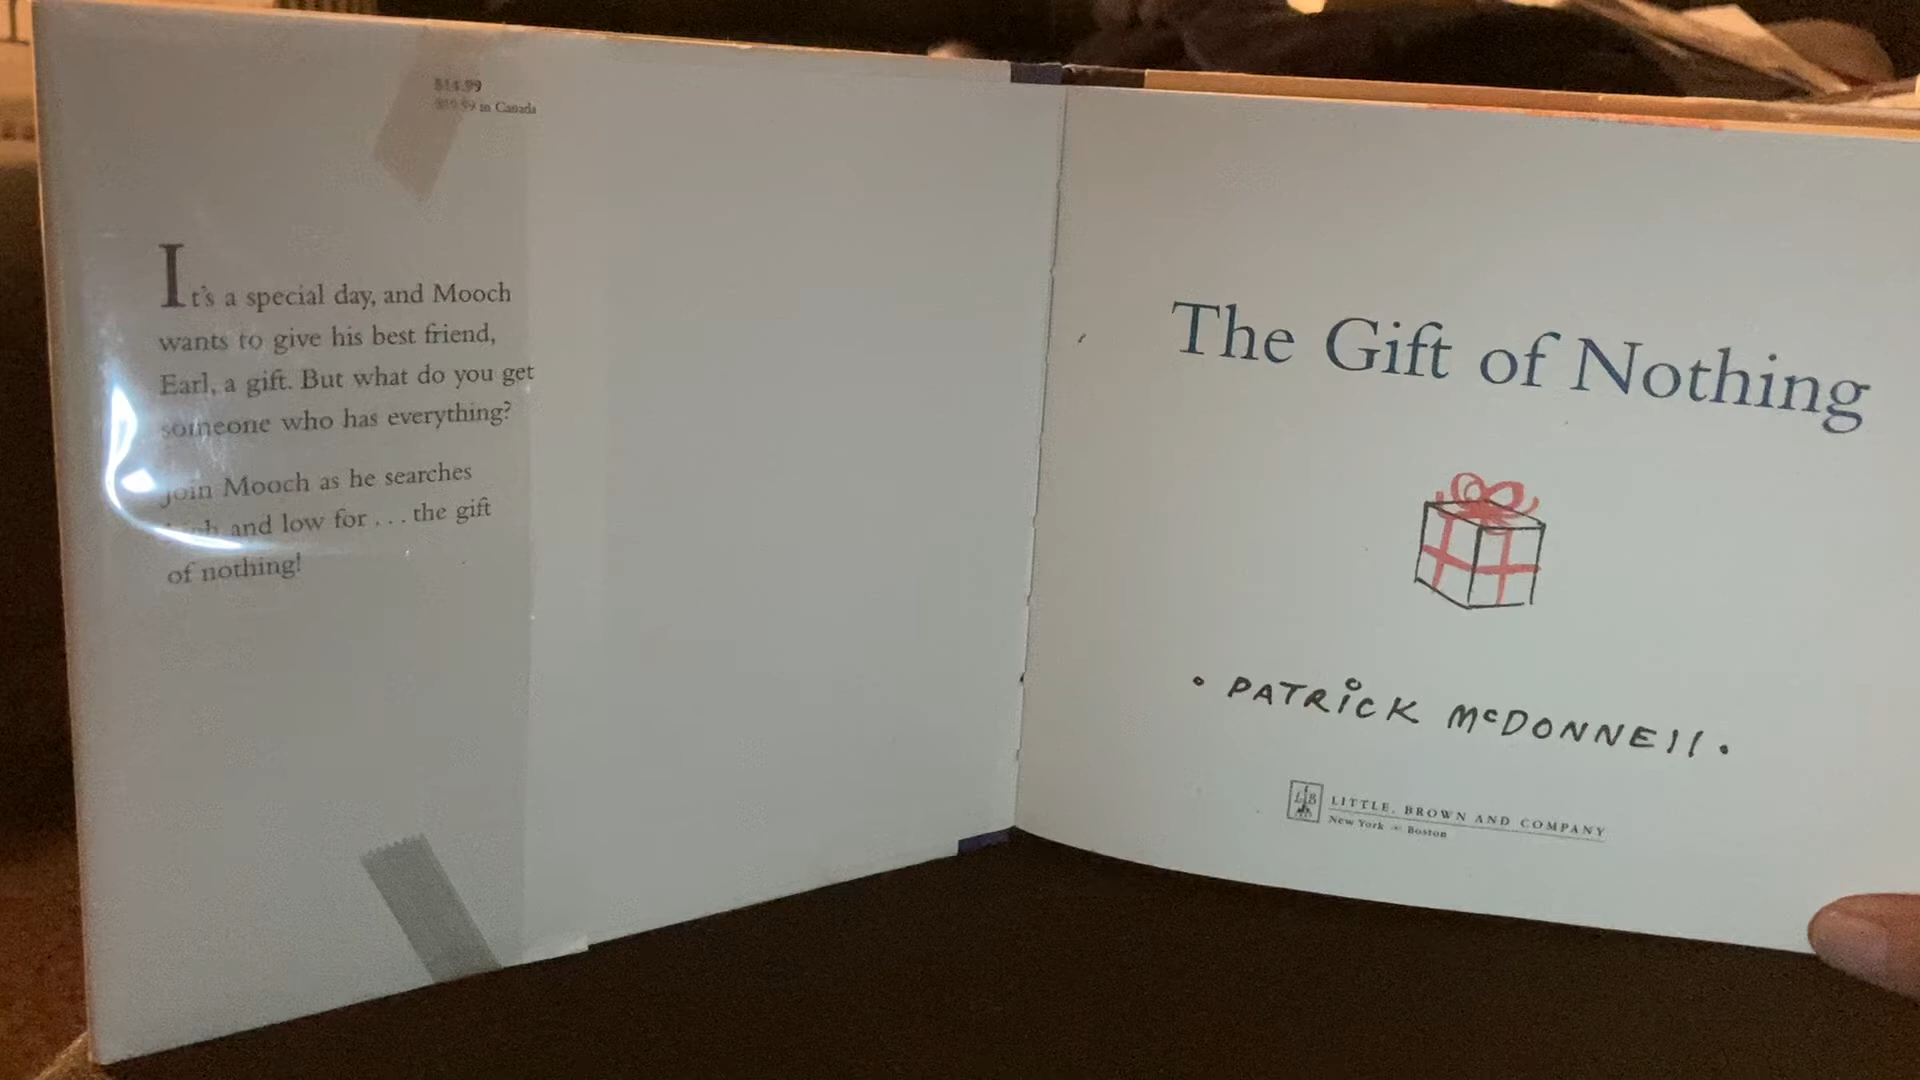 $14.99
in Canada
It's a special day, and Mooch
wants to give his best friend,
Earl, a gift. But what do you get
someone who has everything?
Join Mooch as he searches
and low for . . . the gift
of nothing!
The Gift of Nothing
• PATRiCK McDONNEll •
LB
LITTLE, BROWN AND COMPANY
New York Boston